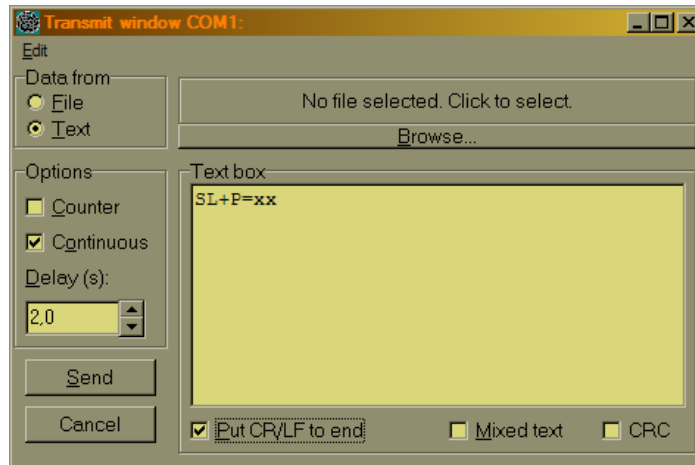 Transmit window COM1:
Edit
Data from
File
Text
No file selected. Click to select.
Browse...
Options
Counter
Continuous
Delay (s):
2,0
Send
Cancel
Text box
SL+P=xx
Put CR/LF to end
Mixed text
CRC